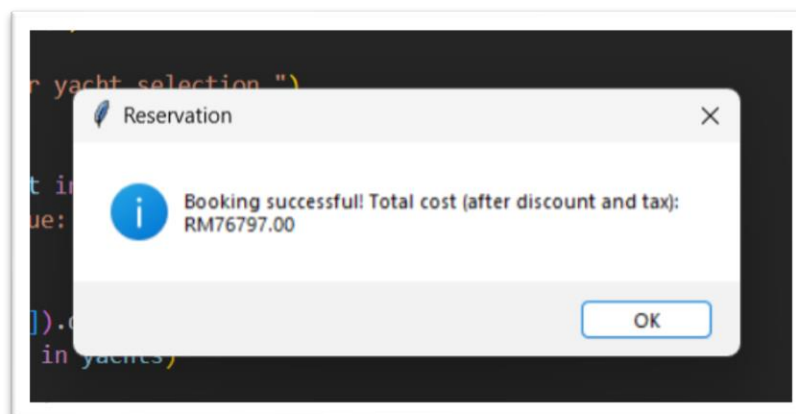 r yacht selection.")
Reservation
t in
ue:
Booking successful! Total cost (after discount and tax):
RM76797.00
]).
OK
in yachts)